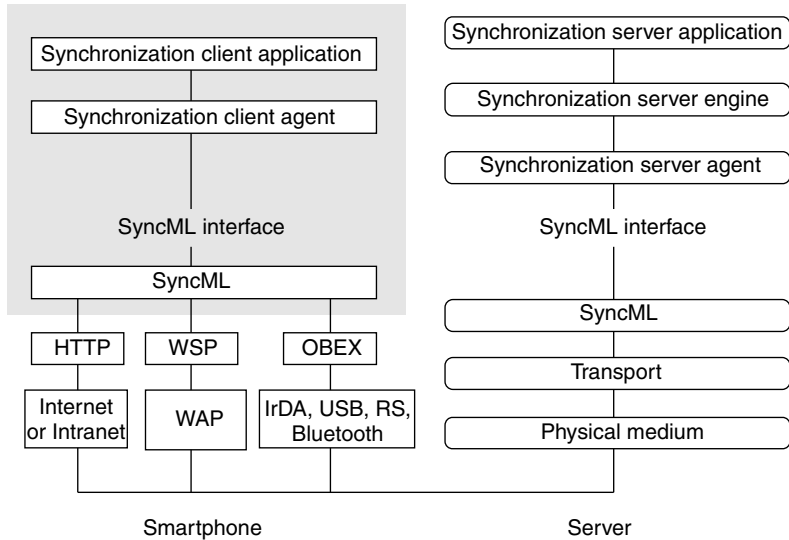 Synchronization client application
Synchronization client agent
SyncML interface
SyncML
HTTP
WSP
OBEX
Internet
or Intranet
WAP
IrDA, USB, RS,
Bluetooth
Smartphone
Synchronization server application
Synchronization server engine
Synchronization server agent
SyncML interface
SyncML
Transport
Physical medium
Server